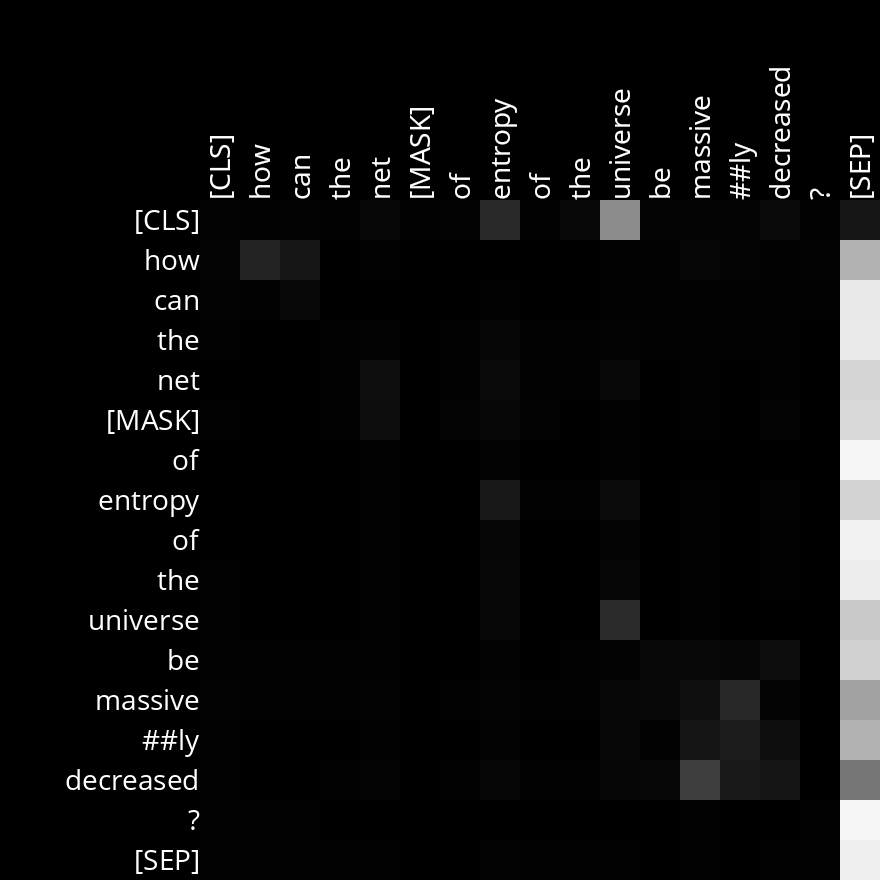 [CLS]
how
can
the
net
[MASK]
of
entropy
of
the
universe
be
massive
##ly
decreased
?
[SEP]
[CLS]
how
can
the
net
[MASK]
of
entropy
of
the
universe
be
massive
##ly
decreased
?
[SEP]